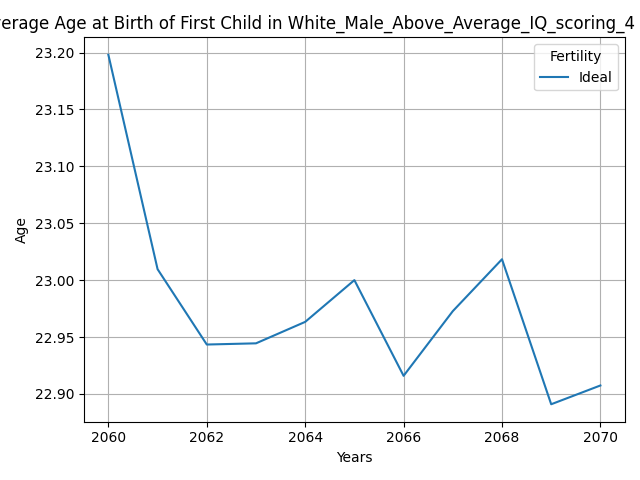 erage Age at Birth of First Child in White_Male_Above_Average_IQ_scoring_4
Fertility
Ideal
23.20
23.15
23.10
23.05
23.00
22.95
22.90
Age
2060 2062 2064 2066 2068 2070
Years